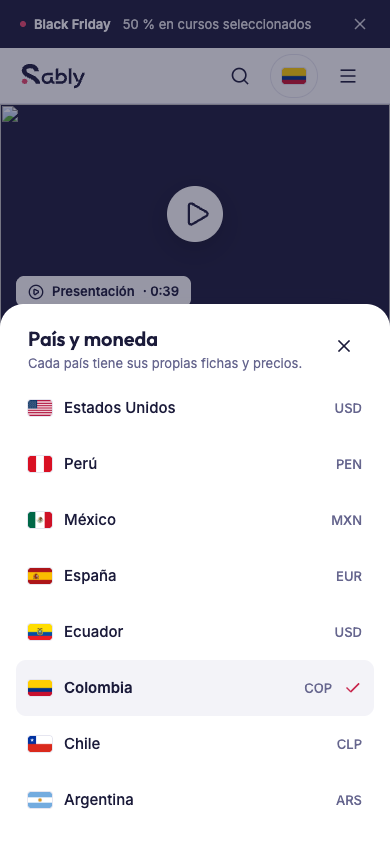 Black Friday 50 % en cursos seleccionados
Sably
Presentación · 0:39
País y moneda
Cada país tiene sus propias fichas y precios.
Estados Unidos USD
Perú PEN
México MXN
España EUR
Ecuador USD
Colombia COP
Chile CLP
Argentina ARS